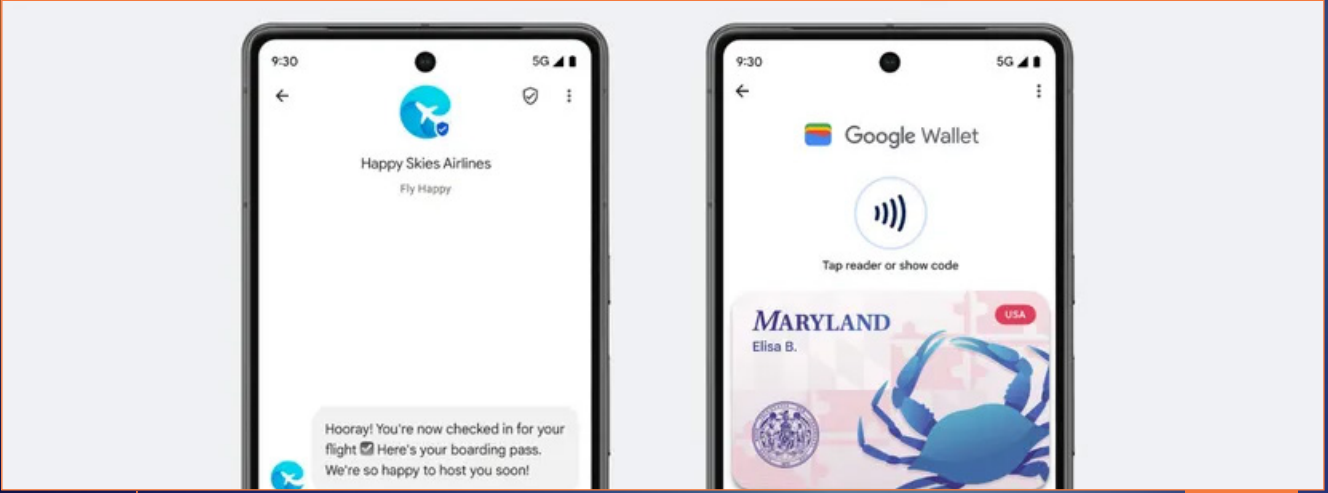 9:30
5G
Happy Skies Airlines
Fly Happy
Hooray! You're now checked in for your
flight ☑ Here's your boarding pass.
We're so happy to host you soon!
9:30
5G
Google Wallet
Tap reader or show code
MARYLAND
USA
Elisa B.